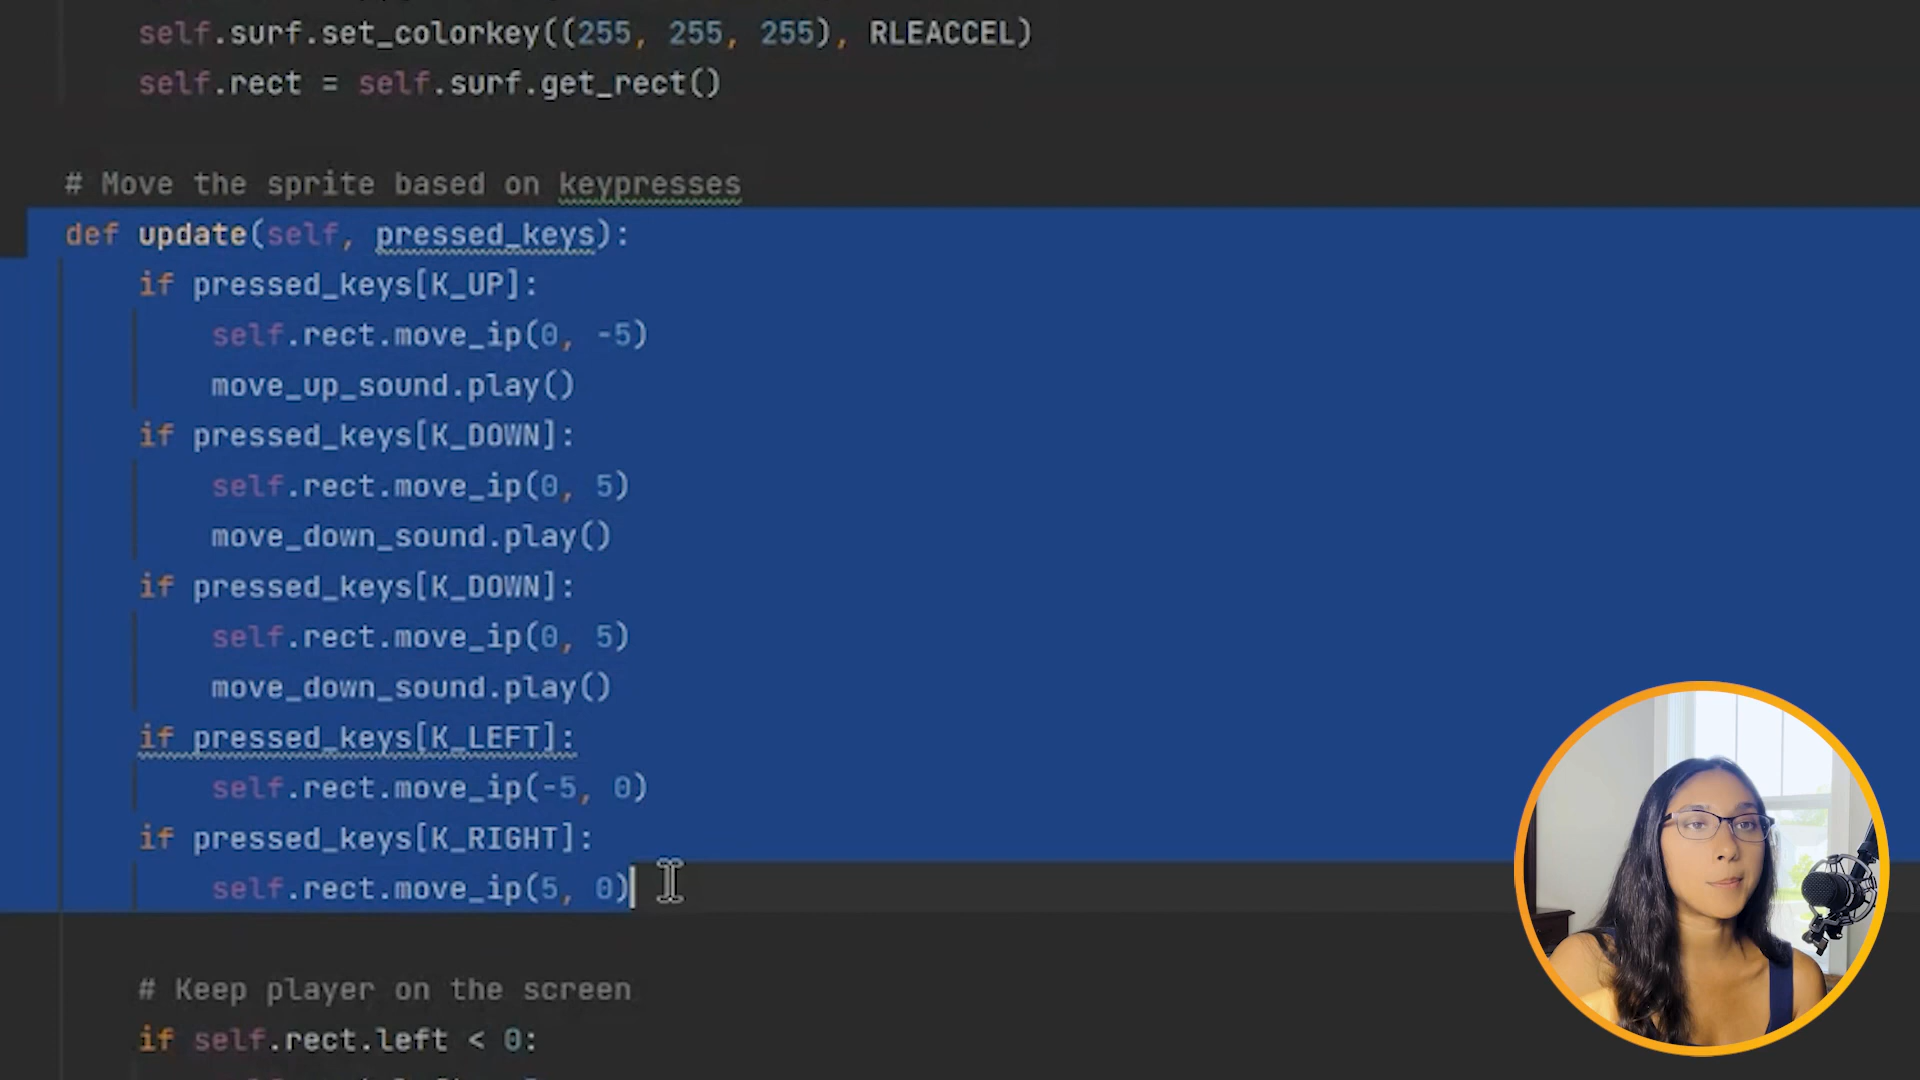 self.surf.set_colorkey((255, 255, 255), RLEACCEL)
self.rect = self.surf.get_rect()
# Move the sprite based on keypresses
def update(self, pressed_keys):
if pressed_keys[K_UP]:
self.rect.move_ip(0, -5)
move_up_sound.play()
if pressed_keys[K_DOWN]:
self.rect.move_ip(0, 5)
move_down_sound.play()
if pressed_keys[K_DOWN]:
self.rect.move_ip(0, 5)
move_down_sound.play()
if pressed_keys[K_LEFT]:
self.rect.move_ip(-5, 0)
if pressed_keys[K_RIGHT]:
self.rect.move_ip(5, 0)
# Keep player on the screen
if self.rect.left < 0: